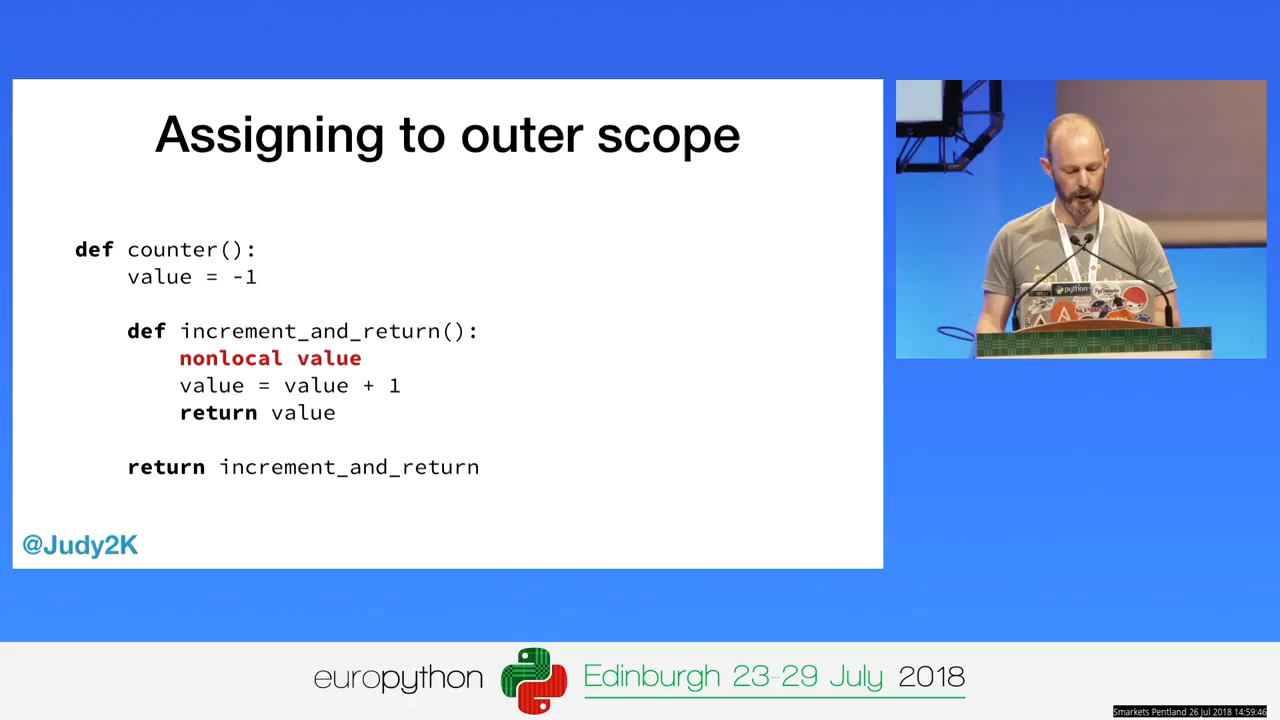 Assigning to outer scope
def counter():
    value = -1
    def increment_and_return():
        nonlocal value
        value = value + 1
        return value
    return increment_and_return
@Judy2K
python
europython
Edinburgh 23-29 July 2018
Smarkets Pentland 26 Jul 2018 14:59:46